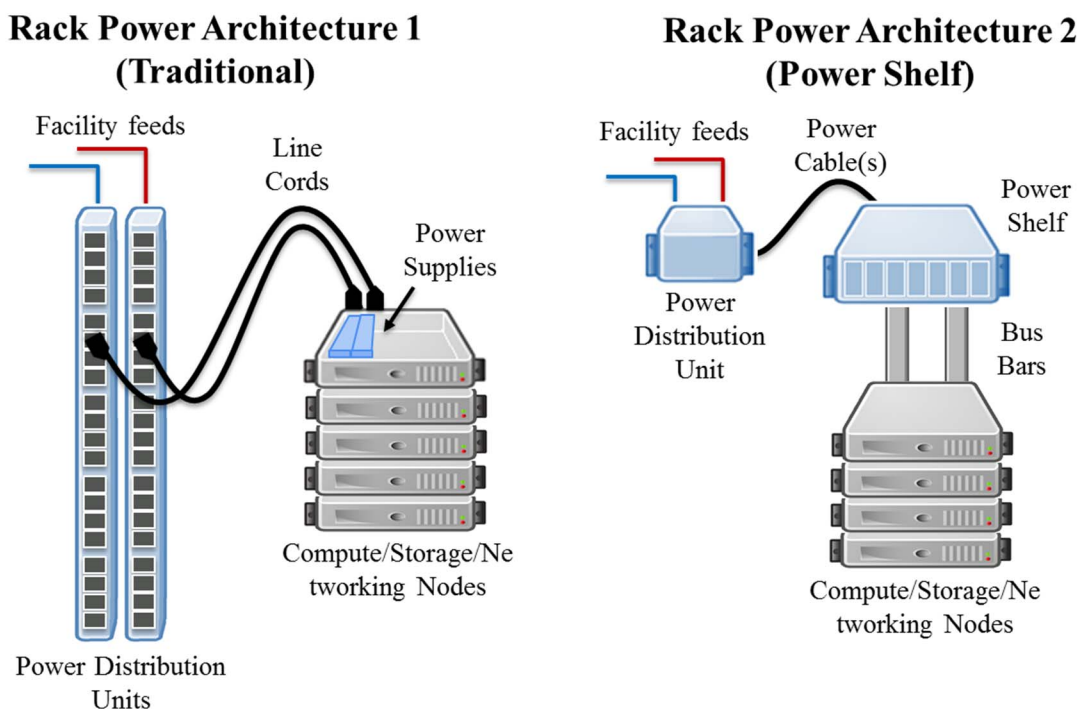 Rack Power Architecture 1
(Traditional)
Facility feeds
Line
Cords
Power
Supplies
Compute/Storage/Ne
tworking Nodes
Power Distribution
Units
Rack Power Architecture 2
(Power Shelf)
Facility feeds
Power
Cable(s)
Power
Shelf
Power
Distribution
Unit
Bus
Bars
Compute/Storage/Ne
tworking Nodes